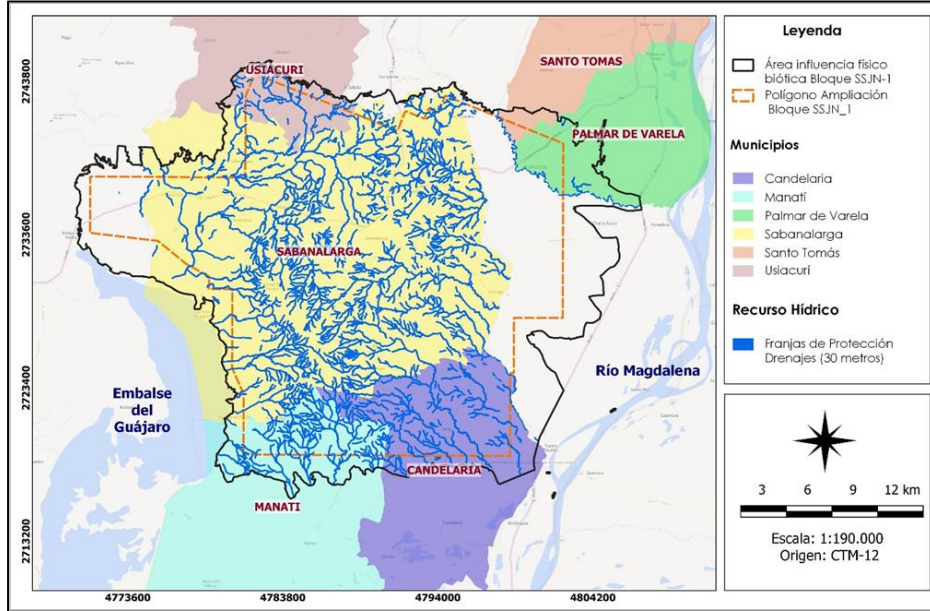 2743800
2733600
2723400
2713200
4773600
4783800
4794000
4804200
USIACURI
SANTO TOMAS
PALMAR DE VARELA
SABANALARGA
Embalse
del
Guájaro
Río Magdalena
CANDELARIA
MANATI
Leyenda
Área influencia físico
biótica Bloque SSJN-1
Polígono Ampliación
Bloque SSJN_1
Municipios
Candelaria
Manatí
Palmar de Varela
Sabanalarga
Santo Tomás
Usiacurí
Recurso Hídrico
Franjas de Protección
Drenajes (30 metros)
3 6 9 12 km
Escala: 1:190.000
Origen: CTM-12